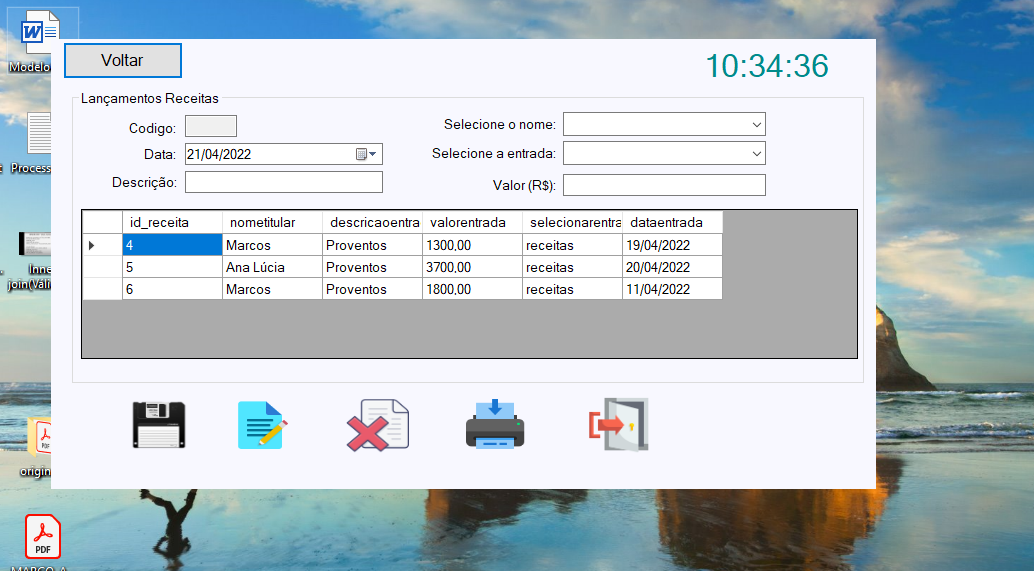 Modelo
Voltar
10:34:36
Lançamentos Receitas
Codigo:
Selecione o nome:
Data: 21/04/2022
Selecione a entrada:
Descrição:
Valor (R$):
id_receita nometitular descricaoentra valorentrada selecionarentra dataentrada
4 Marcos Proventos 1300,00 receitas 19/04/2022
5 Ana Lúcia Proventos 3700,00 receitas 20/04/2022
6 Marcos Proventos 1800,00 receitas 11/04/2022
Process
Inne
join(Vali
PDF
origin
PDF
MARCO A